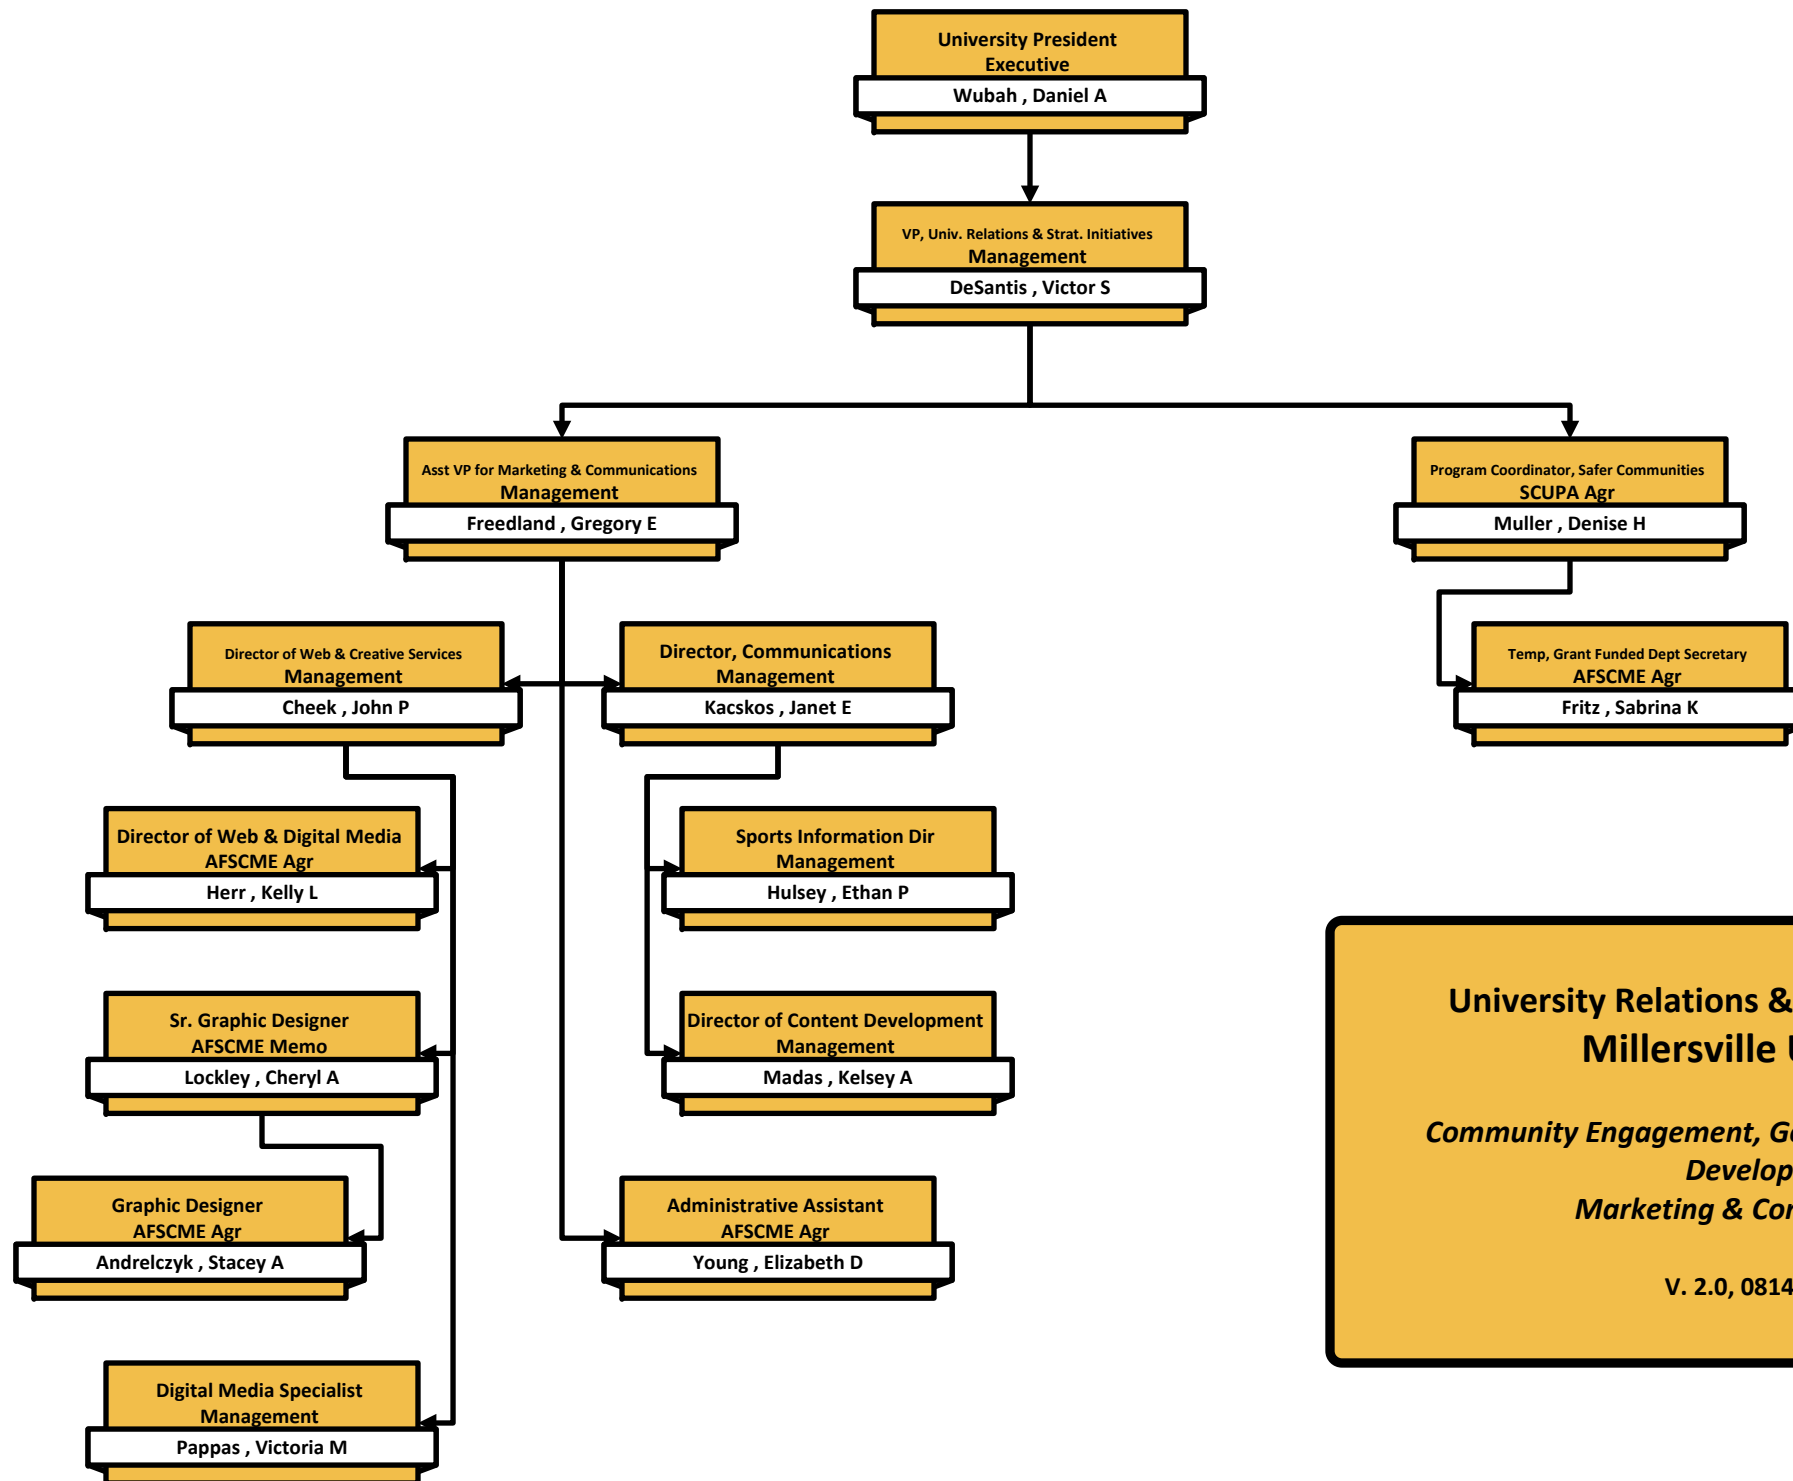 University President
Executive
Wubah , Daniel A
VP, Univ. Relations & Strat. Initiatives
Management
DeSantis , Victor S
Asst VP for Marketing & Communications
Management
Freedland , Gregory E
Program Coordinator, Safer Communities
SCUPA Agr
Muller , Denise H
Director of Web & Creative Services
Management
Cheek , John P
Director, Communications
Management
Kacskos , Janet E
Temp, Grant Funded Dept Secretary
AFSCME Agr
Fritz , Sabrina K
Director of Web & Digital Media
AFSCME Agr
Herr , Kelly L
Sports Information Dir
Management
Hulsey , Ethan P
Sr. Graphic Designer
AFSCME Memo
Lockley , Cheryl A
Director of Content Development
Management
Madas , Kelsey A
Graphic Designer
AFSCME Agr
Andrelczyk , Stacey A
Administrative Assistant
AFSCME Agr
Young , Elizabeth D
Digital Media Specialist
Management
Pappas , Victoria M
University Relations &
Millersville
Community Engagement,
Develop
Marketing &
V. 2.0, 0814